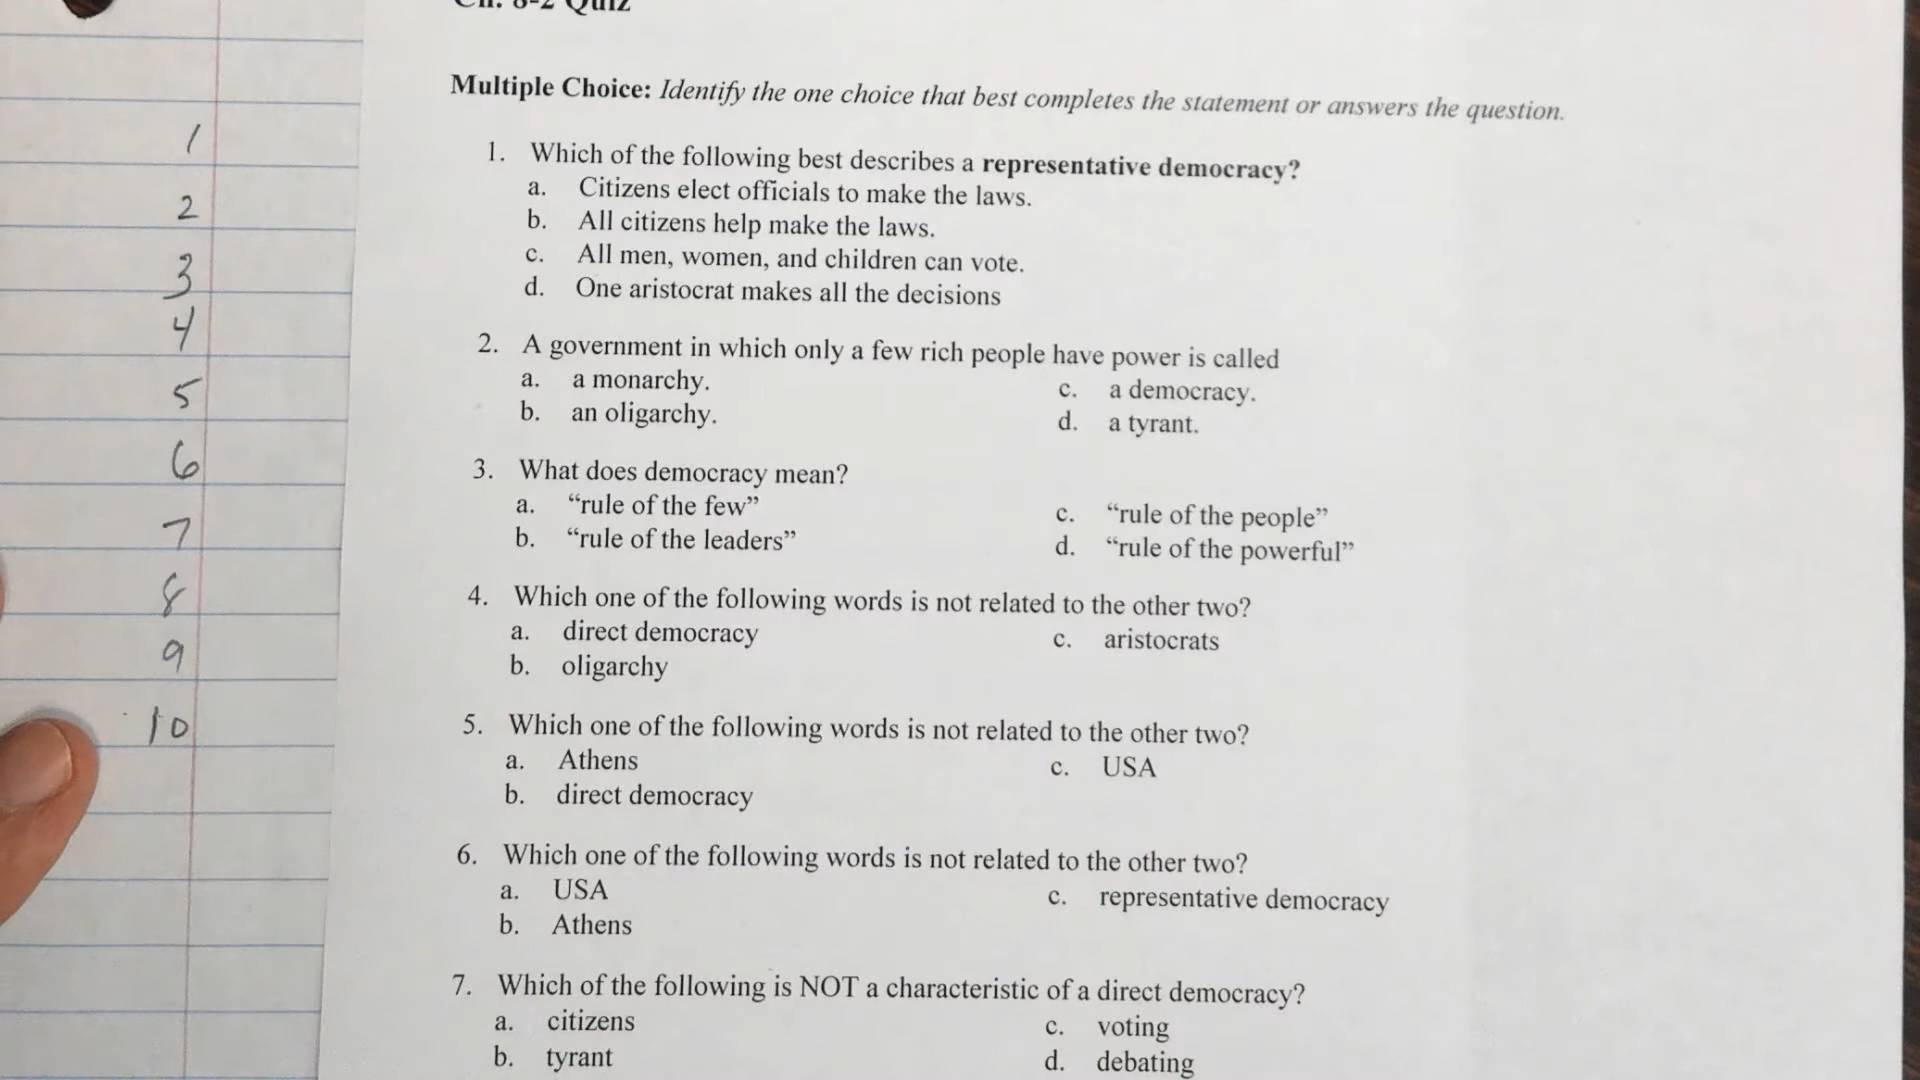 Ch. 8-2 Quiz
Multiple Choice: Identify the one choice that best completes the statement or answers the question.
1. Which of the following best describes a representative democracy?
a. Citizens elect officials to make the laws.
b. All citizens help make the laws.
c. All men, women, and children can vote.
d. One aristocrat makes all the decisions
2. A government in which only a few rich people have power is called
a. a monarchy.
c. a democracy.
b. an oligarchy.
d. a tyrant.
3. What does democracy mean?
a. “rule of the few”
c. “rule of the people”
b. “rule of the leaders”
d. “rule of the powerful”
4. Which one of the following words is not related to the other two?
a. direct democracy
c. aristocrats
b. oligarchy
5. Which one of the following words is not related to the other two?
a. Athens
c. USA
b. direct democracy
6. Which one of the following words is not related to the other two?
a. USA
c. representative democracy
b. Athens
7. Which of the following is NOT a characteristic of a direct democracy?
a. citizens
c. voting
b. tyrant
d. debating
1
2
3
4
5
6
7
8
9
10